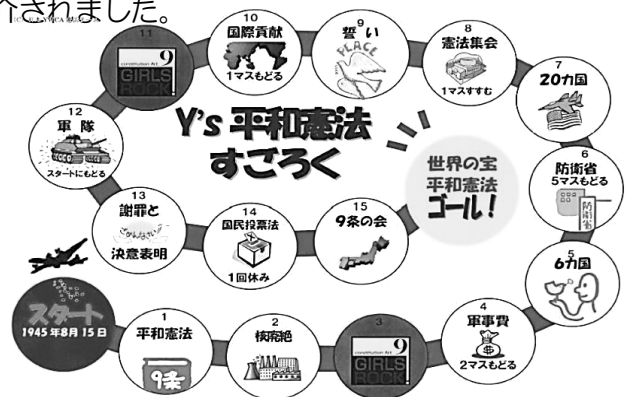 介されました。
Y's 平和憲法
すごろく
スタート
1945年8月15日
1
平和憲法
9条
2
核廃絶
3
constitution Art. 9
GIRLS
ROCK!
4
軍事費
2マスもどる
5
6カ国
6
防衛省
5マスもどる
防衛省
7
20カ国
8
憲法集会
1マスすすむ
9
誓い
PEACE
10
国際貢献
1マスもどる
11
constitution Art. 9
GIRLS
ROCK!
12
軍隊
スタートにもどる
13
謝罪と
ごめんなさい
決意表明
14
国民投票法
1回休み
15
9条の会
世界の宝
平和憲法
ゴール!